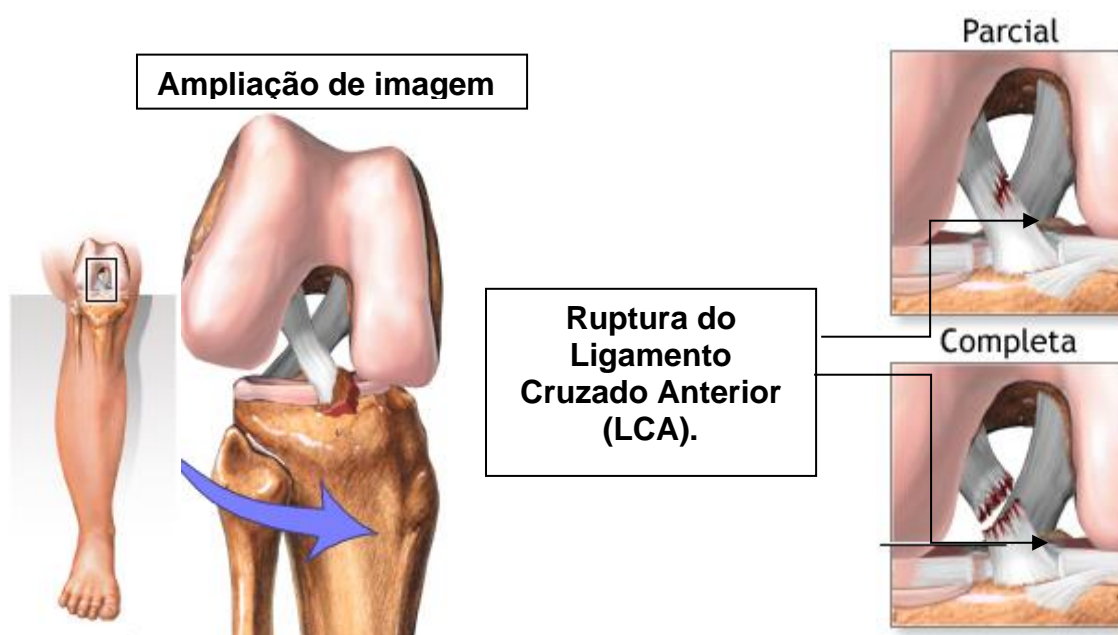 Ampliação de imagem
Parcial
Ruptura do
Ligamento
Cruzado Anterior
(LCA).
Completa